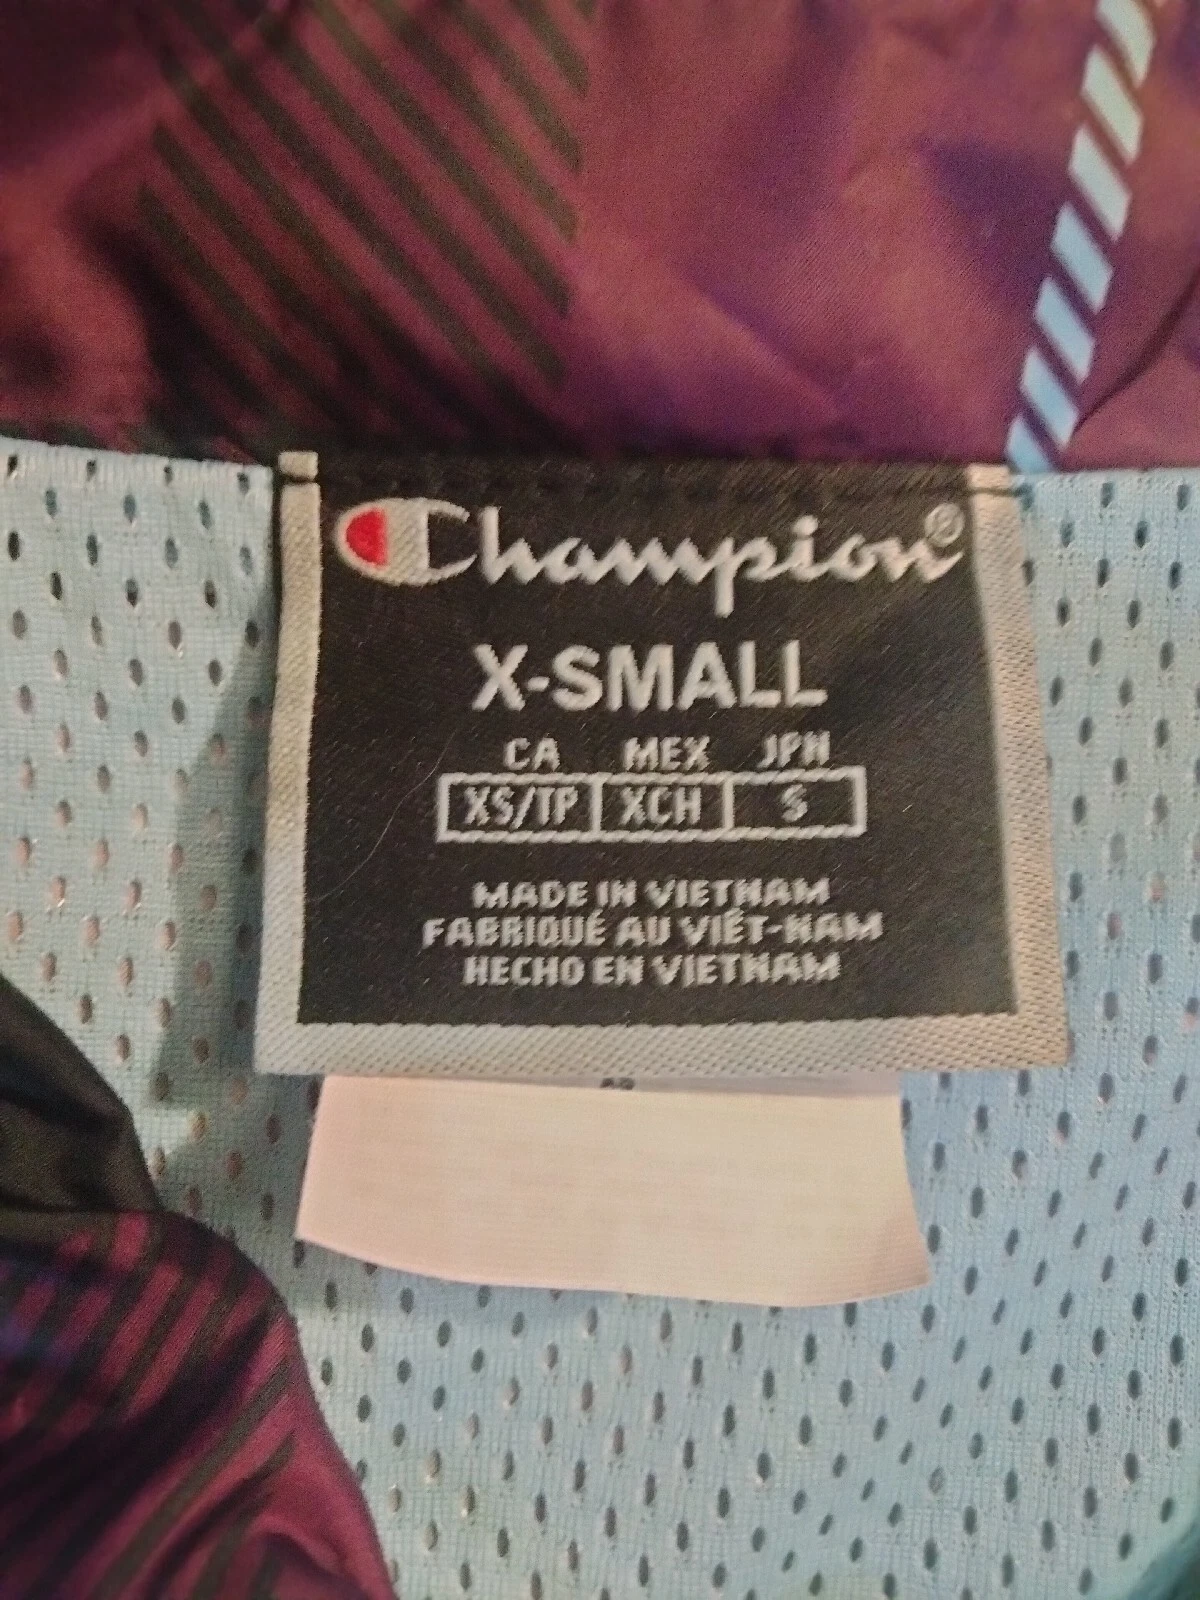 Champion®
X-SMALL
CA MEX JPN
XS/TP XCH S
MADE IN VIETNAM
FABRIQUÉ AU VIÊT-NAM
HECHO EN VIETNAM